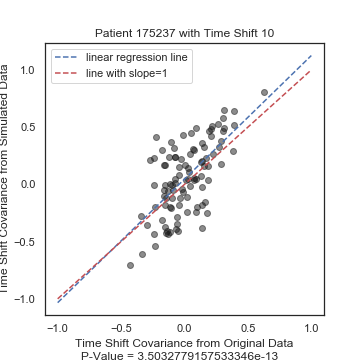 Patient 175237 with Time Shift 10
linear regression line
line with slope=1
Time Shift Covariance from Simulated Data
1.0
0.5
0.0
−0.5
−1.0
−1.0
−0.5
0.0
0.5
1.0
Time Shift Covariance from Original Data
P-Value = 3.5032779157533346e-13